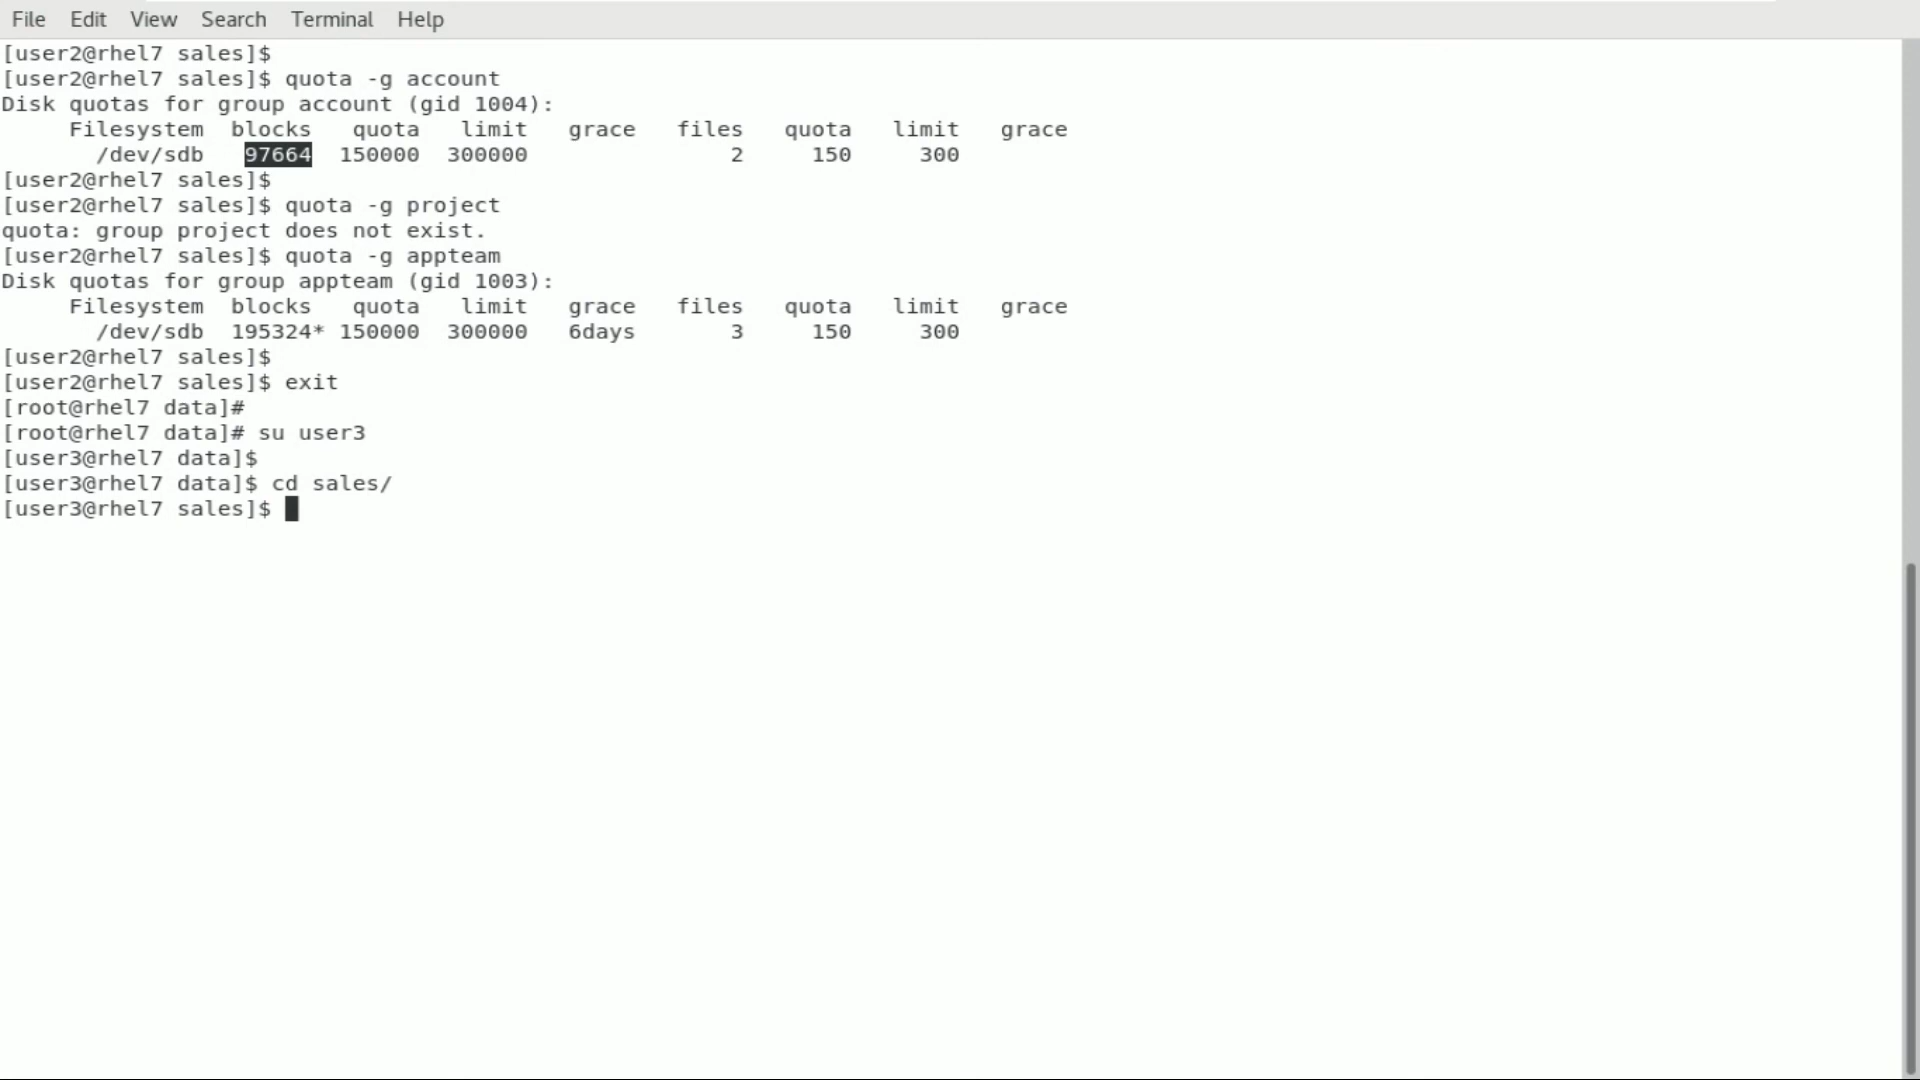 File Edit View Search Terminal Help
[user2@rhel7 sales]$
[user2@rhel7 sales]$ quota -g account
Disk quotas for group account (gid 1004):
     Filesystem  blocks   quota   limit   grace   files   quota   limit   grace
       /dev/sdb   97664  150000  300000               2     150     300
[user2@rhel7 sales]$
[user2@rhel7 sales]$ quota -g project
quota: group project does not exist.
[user2@rhel7 sales]$ quota -g appteam
Disk quotas for group appteam (gid 1003):
     Filesystem  blocks   quota   limit   grace   files   quota   limit   grace
       /dev/sdb  195324* 150000  300000   6days       3     150     300
[user2@rhel7 sales]$
[user2@rhel7 sales]$ exit
[root@rhel7 data]#
[root@rhel7 data]# su user3
[user3@rhel7 data]$
[user3@rhel7 data]$ cd sales/
[user3@rhel7 sales]$